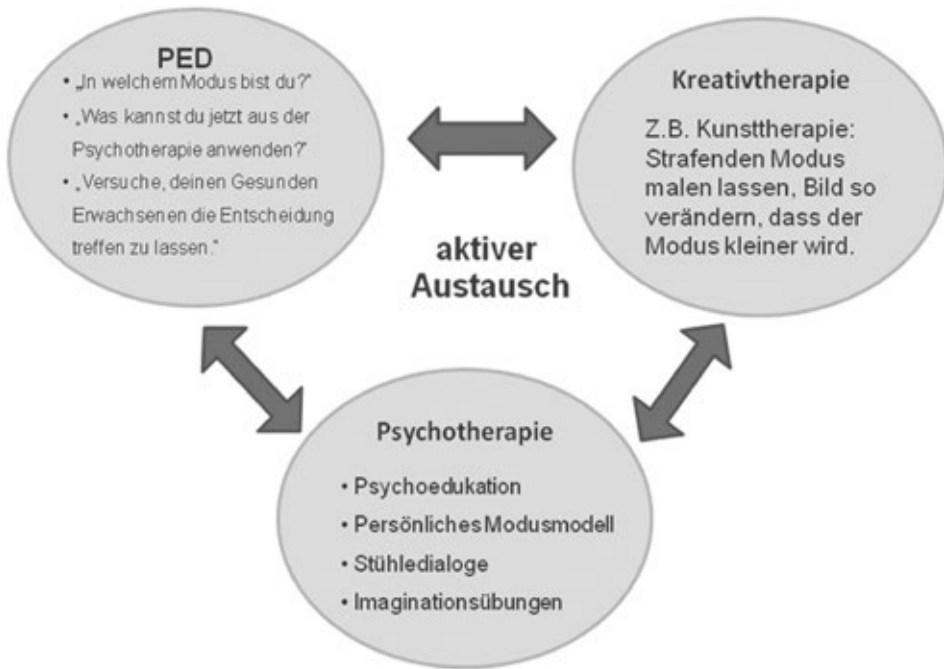 PED
• „In welchem Modus bist du?"
• „Was kannst du jetzt aus der
Psychotherapie anwenden?"
• „Versuche, deinen Gesunden
Erwachsenen die Entscheidung
treffen zu lassen."
Kreativtherapie
Z.B. Kunsttherapie:
Strafenden Modus
malen lassen, Bild so
verändern, dass der
Modus kleiner wird.
aktiver
Austausch
Psychotherapie
• Psychoedukation
• Persönliches Modusmodell
• Stühledialoge
• Imaginationsübungen